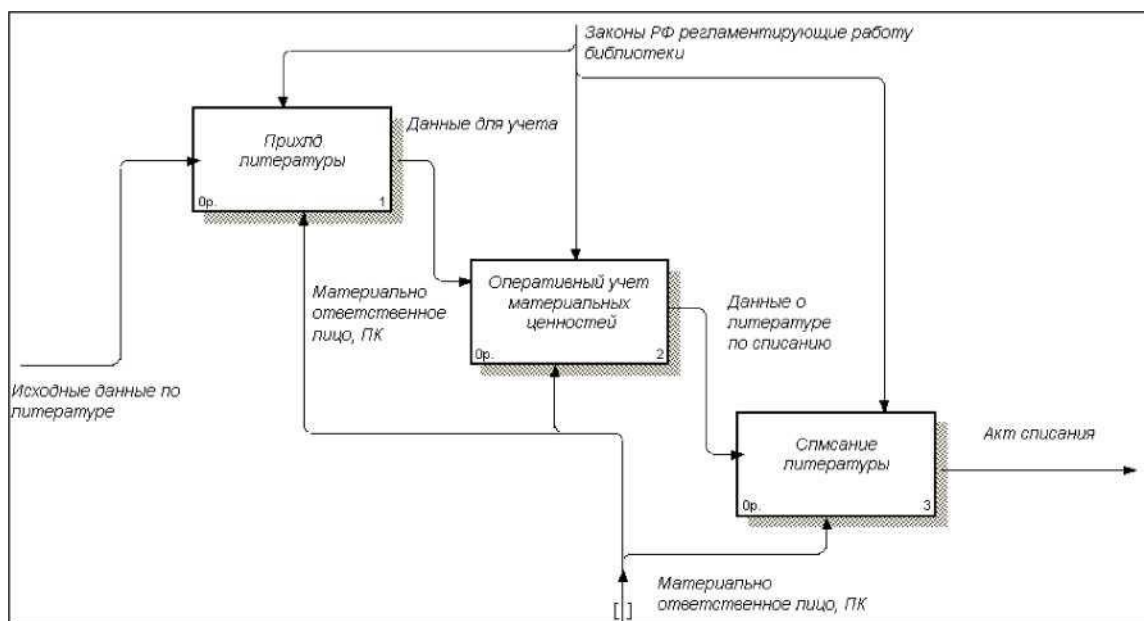 Законы РФ регламентирующие работу
библиотеки
Данные для учета
Прихлд
литературы
0р.
1
Материально
ответственное
лицо, ПК
Оперативный учет
материальных
ценностей
0р.
2
Данные о
литературе
по списанию
Исходные данные по
литературе
Спмсание
литературы
0р.
3
Акт списания
Материально
ответственное лицо, ПК